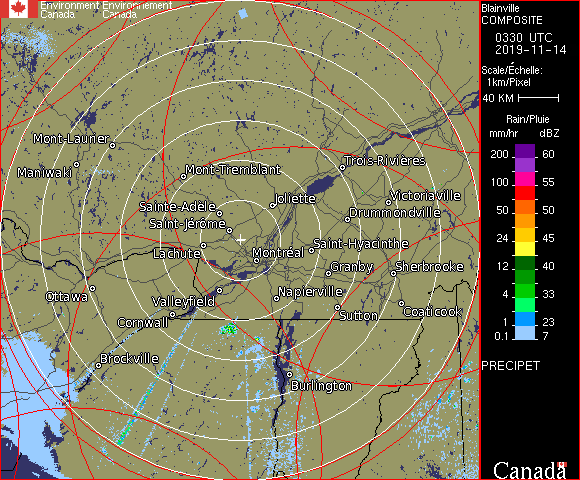 Environment Environnement
Canada Canada
Blainville
COMPOSITE
0330 UTC
2019-11-14
Scale/Échelle:
1km/Pixel
40 KM
Rain/Pluie
mm/hr dBZ
200 60
100 55
50 50
24 45
12 40
4 33
1 23
0.1 7
PRECIPET
Canada
Mont-Laurier
Maniwaki
Mont-Tremblant
Trois-Rivières
Joliette
Victoriaville
Sainte-Adèle
Drummondville
Saint-Jérôme
Saint-Hyacinthe
Lachute
Montréal
Granby
Sherbrooke
Ottawa
Valleyfield
Napierville
Cornwall
Sutton
Coaticook
Brockville
Burlington